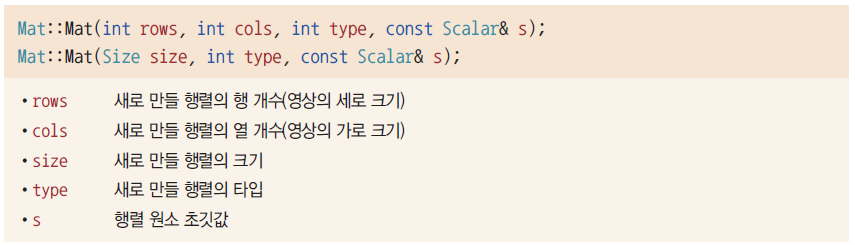 Mat::Mat(int rows, int cols, int type, const Scalar& s);
Mat::Mat(Size size, int type, const Scalar& s);
• rows 새로 만들 행렬의 행 개수(영상의 세로 크기)
• cols 새로 만들 행렬의 열 개수(영상의 가로 크기)
• size 새로 만들 행렬의 크기
• type 새로 만들 행렬의 타입
• s 행렬 원소 초깃값